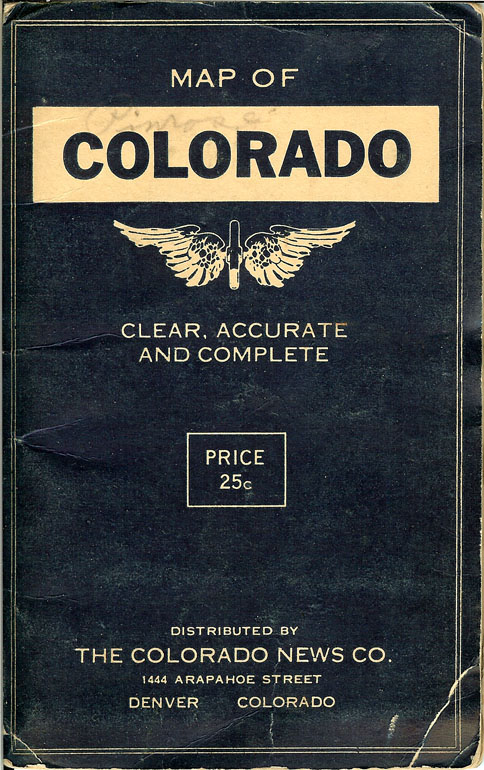 MAP OF
COLORADO
CLEAR, ACCURATE
AND COMPLETE
PRICE
25c
DISTRIBUTED BY
THE COLORADO NEWS CO.
1444 ARAPAHOE STREET
DENVER COLORADO